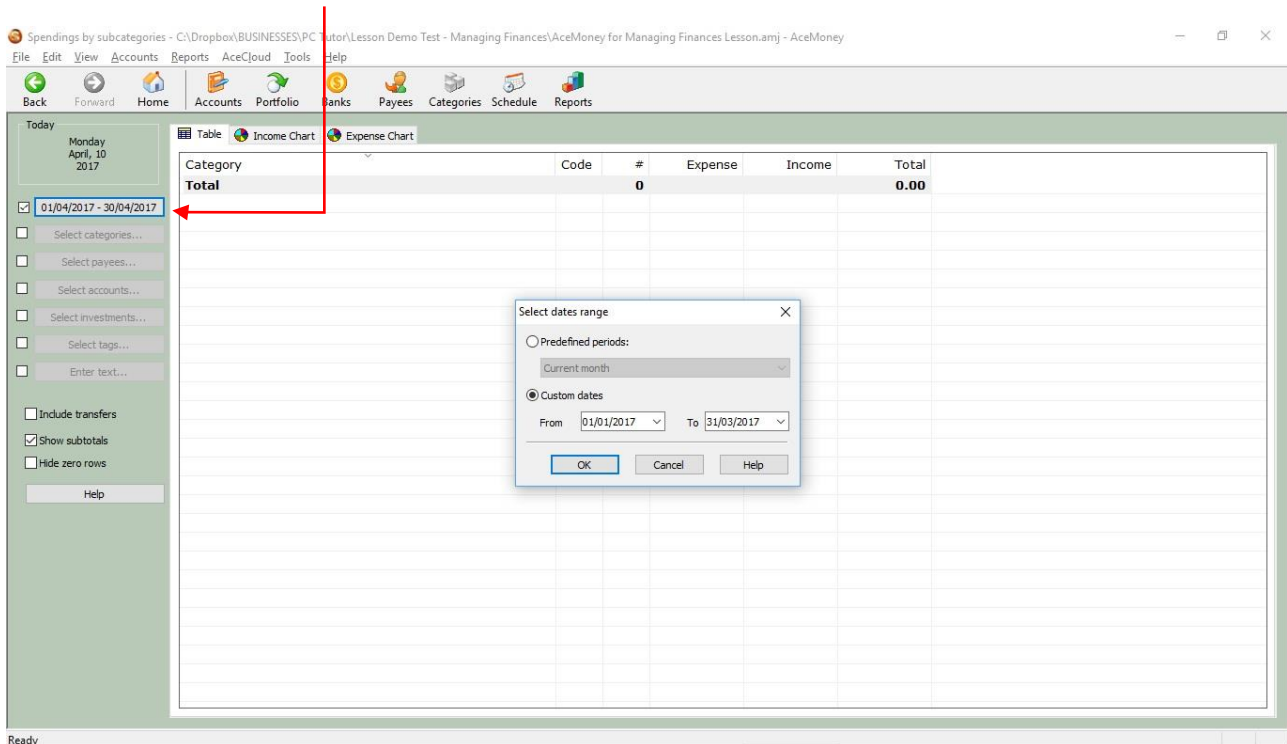 Spendings by subcategories - C:\Dropbox\BUSINESSES\PC Tutor\Lesson Demo Test - Managing Finances\AceMoney for Managing Finances Lesson.amj - AceMoney
File Edit View Accounts Reports AceCloud Tools Help
Back Forward Home Accounts Portfolio Banks Payees Categories Schedule Reports
Today
Monday
April, 10
2017
Table Income Chart Expense Chart
Category Code # Expense Income Total
Total 0 0.00
01/04/2017 - 30/04/2017
Select categories...
Select payees...
Select accounts...
Select investments...
Select tags...
Enter text...
Include transfers
Show subtotals
Hide zero rows
Help
Select dates range
Predefined periods:
Current month
Custom dates
From 01/01/2017 To 31/03/2017
OK Cancel Help
Ready